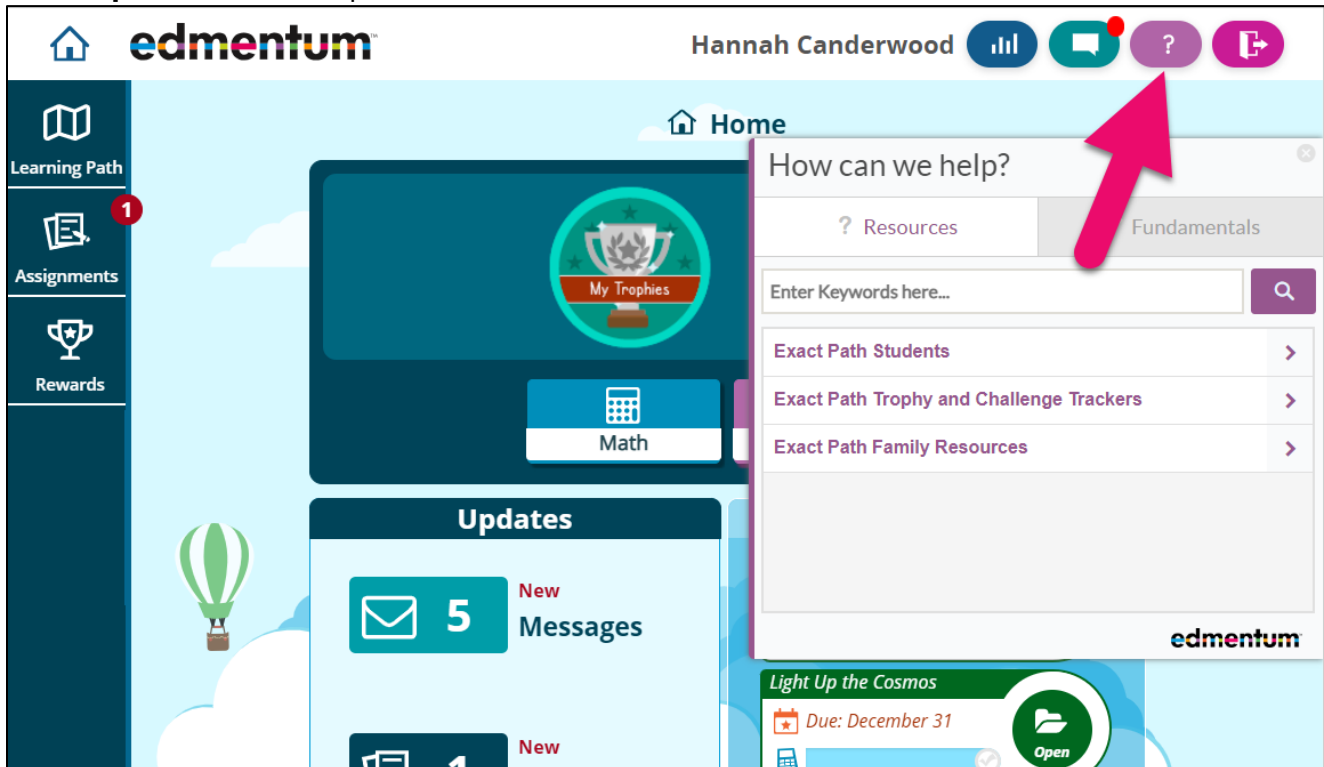 edmentum™
Hannah Canderwood
?
Learning Path
1
Assignments
Rewards
Home
My Trophies
Math
How can we help?
? Resources
Fundamentals
Enter Keywords here...
Exact Path Students
Exact Path Trophy and Challenge Trackers
Exact Path Family Resources
edmentum
Updates
5
New
Messages
1
New
Light Up the Cosmos
Due: December 31
Open